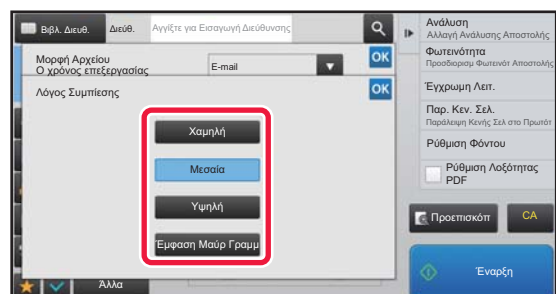 Βιβλ. Διευθ.
Διεύθ.
Αγγίξτε για Εισαγωγή Διεύθυνσης
Μορφή Αρχείου
Ο χρόνος επεξεργασίας
E-mail
OK
Λόγος Συμπίεσης
OK
Χαμηλή
Μεσαία
Υψηλή
Έμφαση Μαύρ Γραμμ
Άλλα
Ανάλυση
Αλλαγή Ανάλυσης Αποστολής
Φωτεινότητα
Προσδιορισμ Φωτεινότ Αποστολής
Έγχρωμη Λειτ.
Παρ. Κεν. Σελ.
Παράλειψη Κενής Σελ στο Πρωτότ
Ρύθμιση Φόντου
Ρύθμιση Λοξότητας
PDF
Προεπισκόπ
CA
Έναρξη